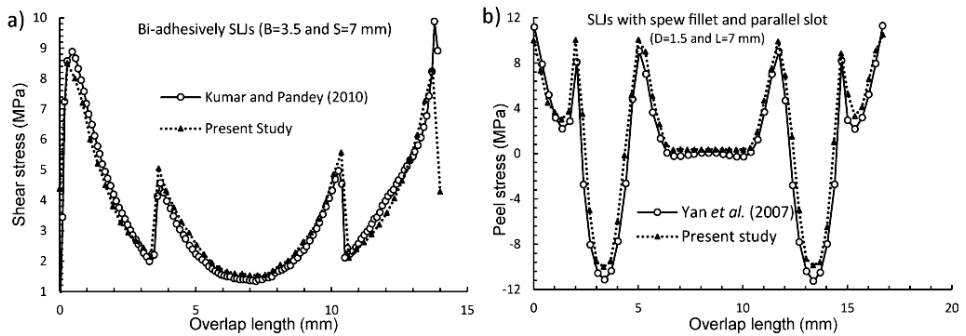 a)
Bi-adhesively SLJs (B=3.5 and S=7 mm)
Kumar and Pandey (2010)
Present Study
Shear stress (MPa)
10
9
8
7
6
5
4
3
2
1
0
5
10
15
Overlap length (mm)
b)
SLJs with spew fillet and parallel slot
(D=1.5 and L=7 mm)
Peel stress (MPa)
12
8
4
0
-4
-8
-12
Yan et al. (2007)
Present study
0
5
10
15
20
Overlap length (mm)